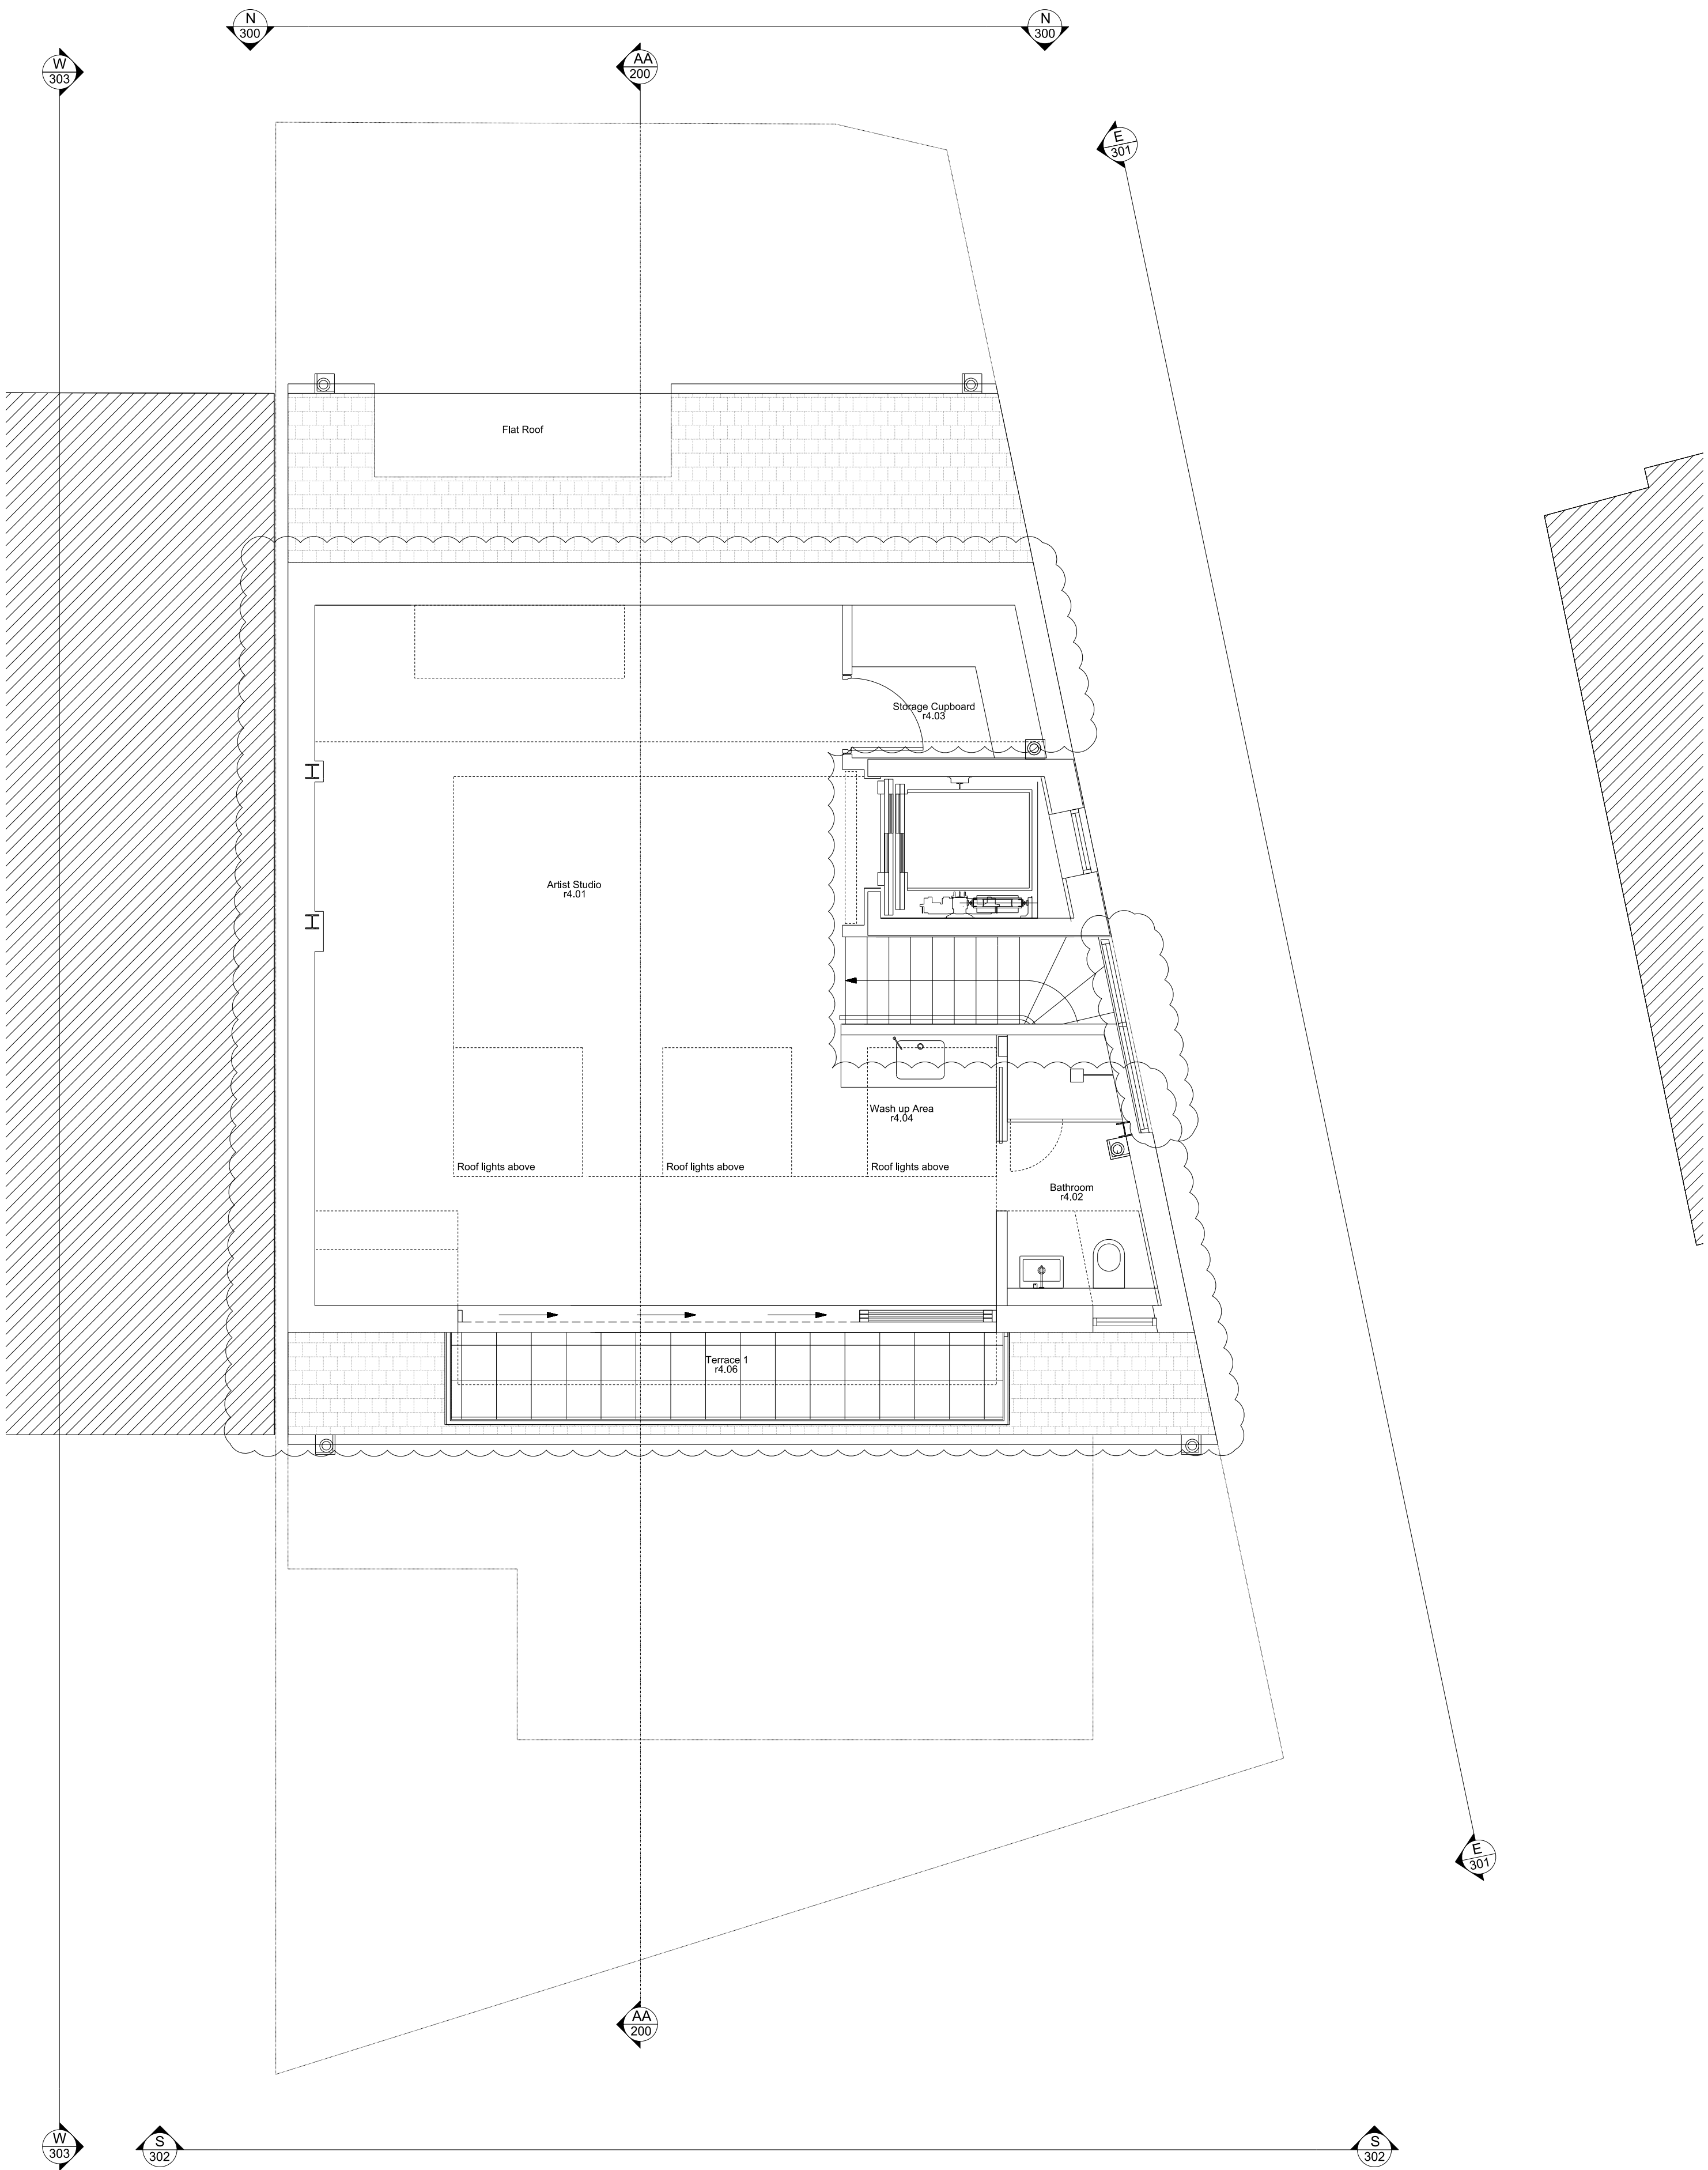 N
300
N
300
W
303
AA
200
E
301
Flat Roof
Storage Cupboard
r4.03
Artist Studio
r4.01
Wash up Area
r4.04
Roof lights above
Roof lights above
Roof lights above
Bathroom
r4.02
Terrace 1
r4.06
E
301
AA
200
W
303
S
302
S
302